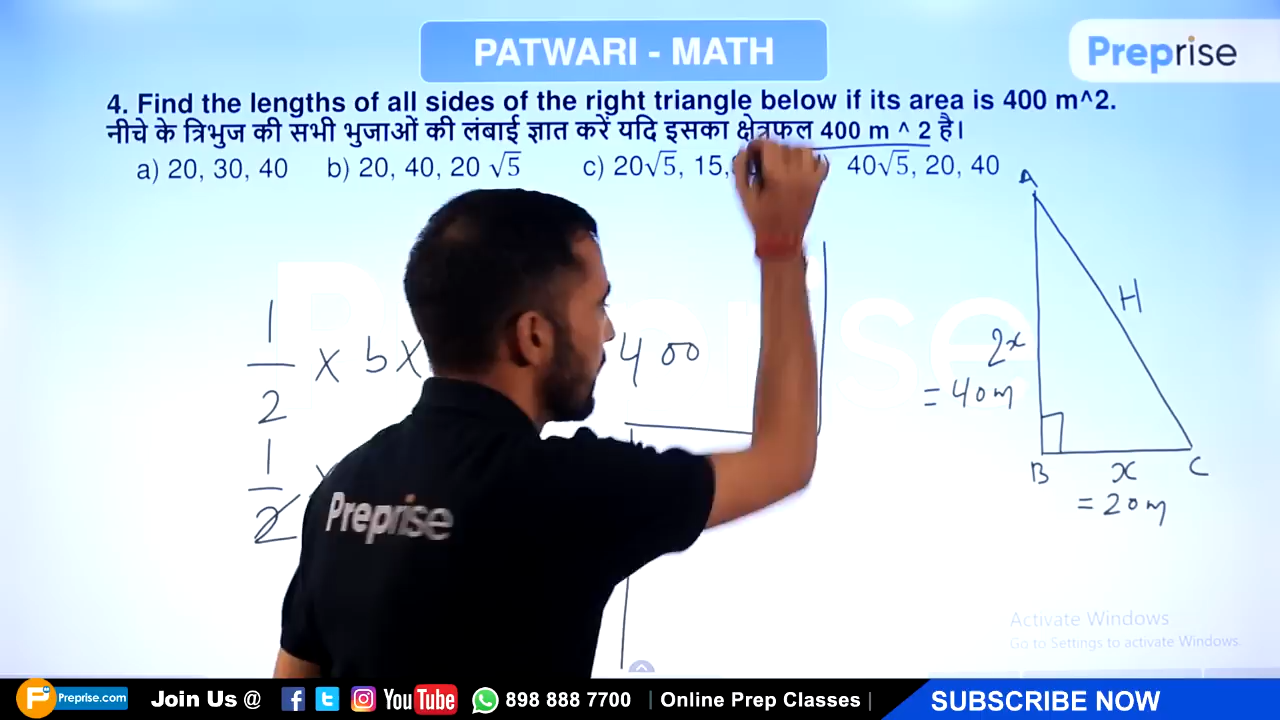 PATWARI - MATH
Preprise
4. Find the lengths of all sides of the right triangle below if its area is 400 m^2.
नीचे के त्रिभुज की सभी भुजाओं की लंबाई ज्ञात करें यदि इसका क्षेत्रफल 400 m ^ 2 है।
a) 20, 30, 40 b) 20, 40, 20 √5 c) 20√5, 15, 40√5, 20, 40
A
H
1
2
x b x
400
2x
= 40m
B
x
C
= 20m
1
2
Preprise
Activate Windows
Go to Settings to activate Windows.
Preprise.com Join Us @ YouTube 898 888 7700 | Online Prep Classes | SUBSCRIBE NOW